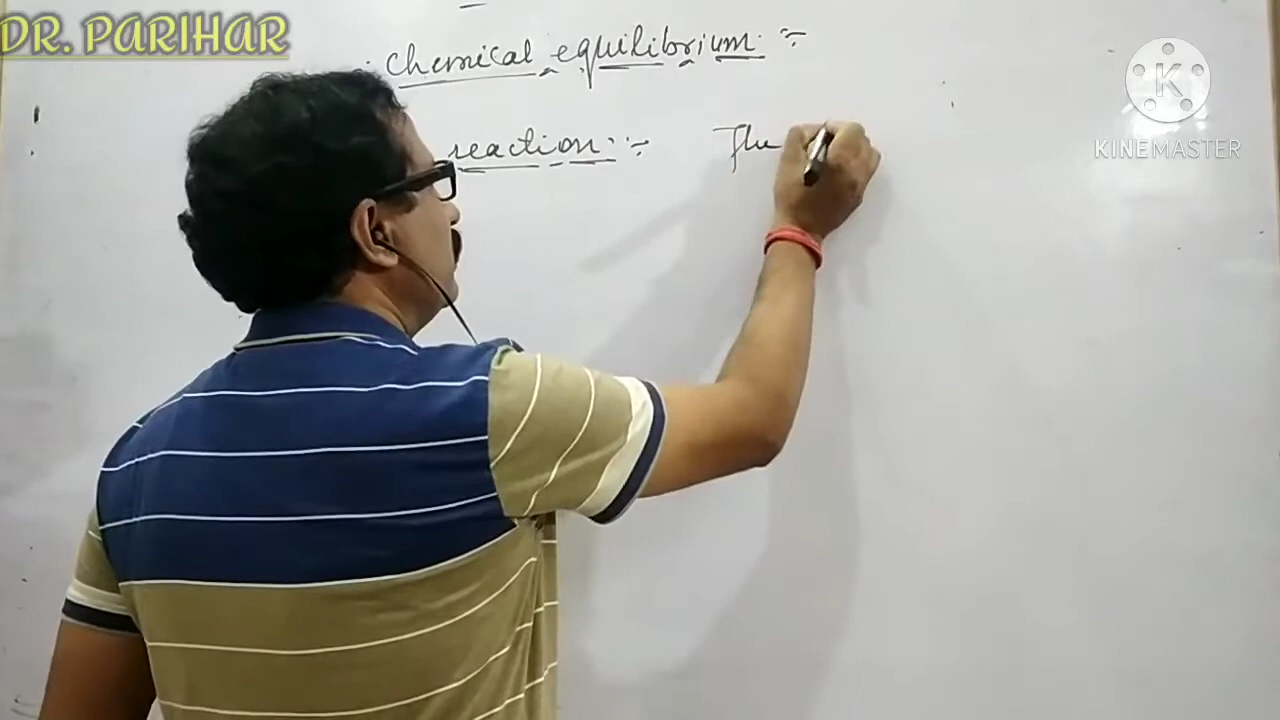 DR. PARIHAR
chemical equilibrium :-
K
KINEMASTER
reaction :- The